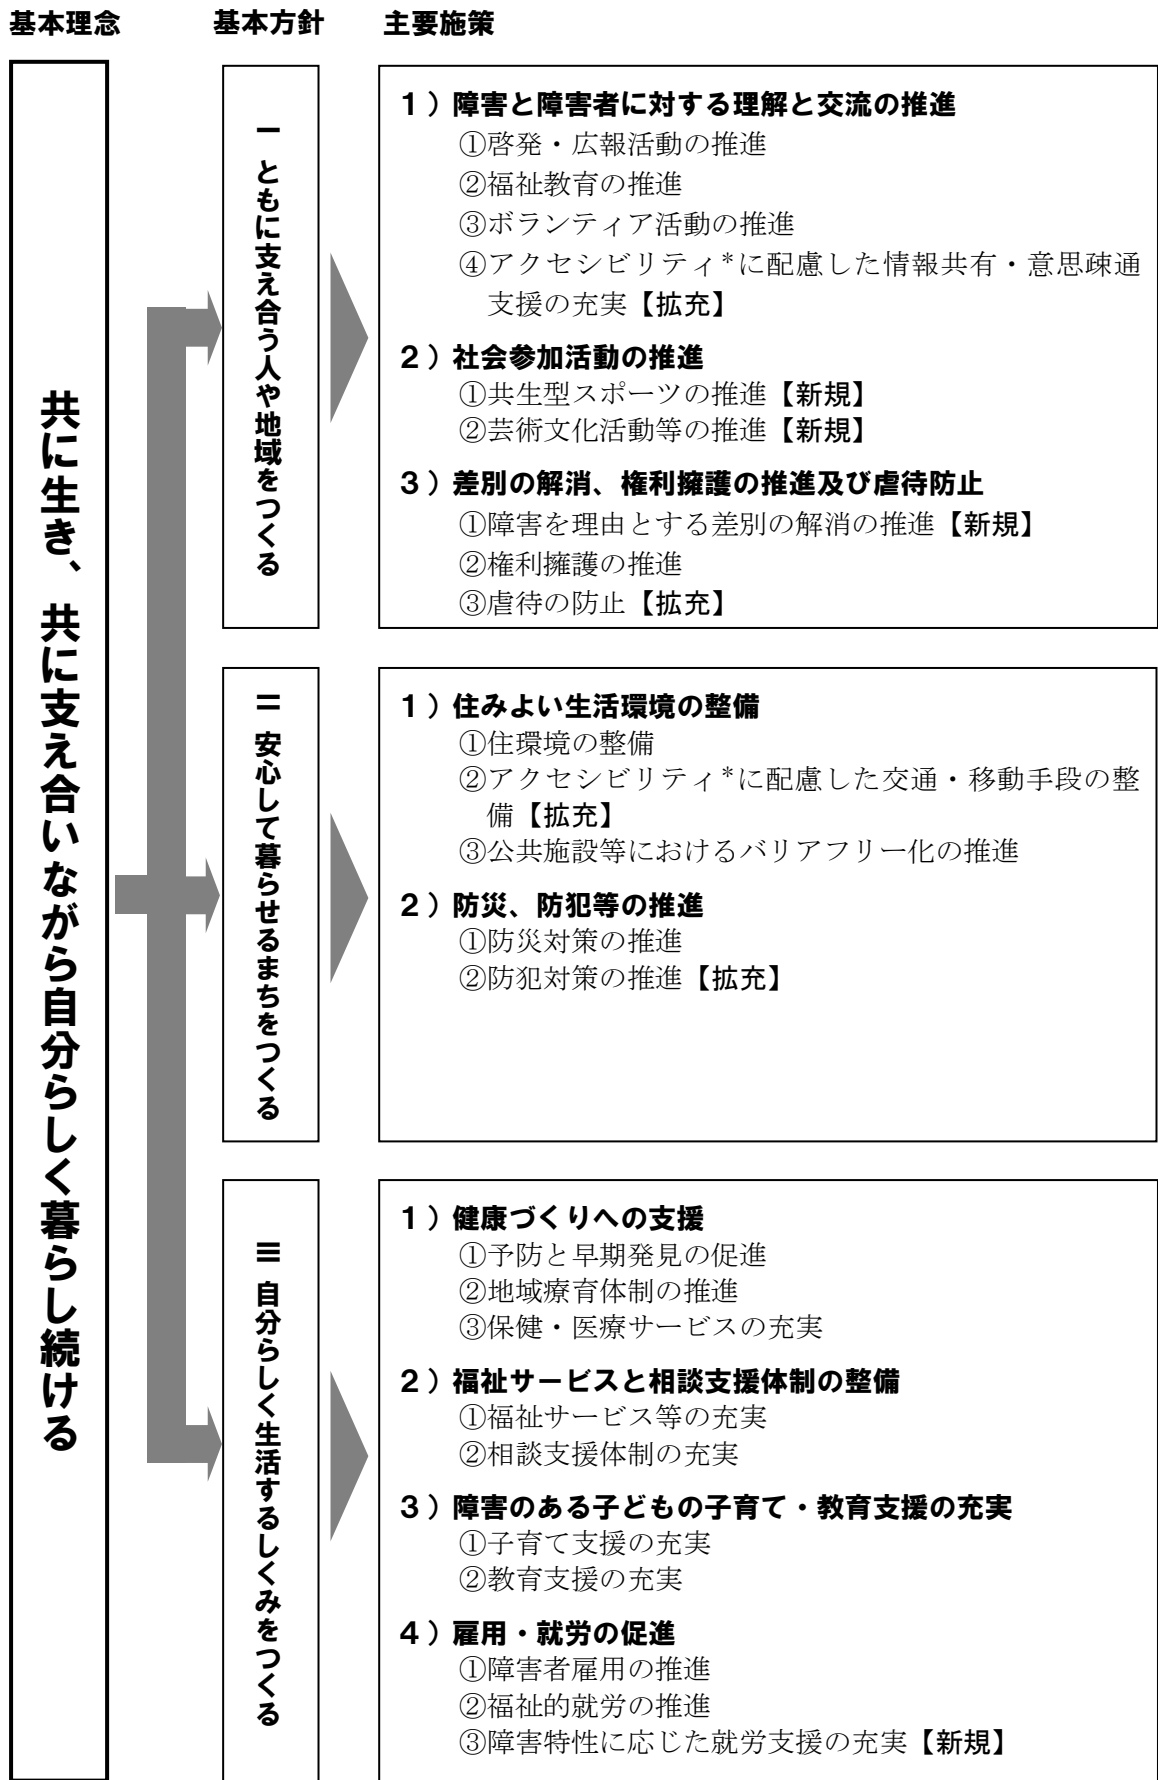 基本理念
基本方針
主要施策
共に生き、共に支え合いながら自分らしく暮らし続ける
一 ともに支え合う人や地域をつくる
１）障害と障害者に対する理解と交流の推進
①啓発・広報活動の推進
②福祉教育の推進
③ボランティア活動の推進
④アクセシビリティ*に配慮した情報共有・意思疎通
支援の充実【拡充】
２）社会参加活動の推進
①共生型スポーツの推進【新規】
②芸術文化活動等の推進【新規】
３）差別の解消、権利擁護の推進及び虐待防止
①障害を理由とする差別の解消の推進【新規】
②権利擁護の推進
③虐待の防止【拡充】
二 安心して暮らせるまちをつくる
１）住みよい生活環境の整備
①住環境の整備
②アクセシビリティ*に配慮した交通・移動手段の整
備【拡充】
③公共施設等におけるバリアフリー化の推進
２）防災、防犯等の推進
①防災対策の推進
②防犯対策の推進【拡充】
三 自分らしく生活するしくみをつくる
１）健康づくりへの支援
①予防と早期発見の促進
②地域療育体制の推進
③保健・医療サービスの充実
２）福祉サービスと相談支援体制の整備
①福祉サービス等の充実
②相談支援体制の充実
３）障害のある子どもの子育て・教育支援の充実
①子育て支援の充実
②教育支援の充実
４）雇用・就労の促進
①障害者雇用の推進
②福祉的就労の推進
③障害特性に応じた就労支援の充実【新規】